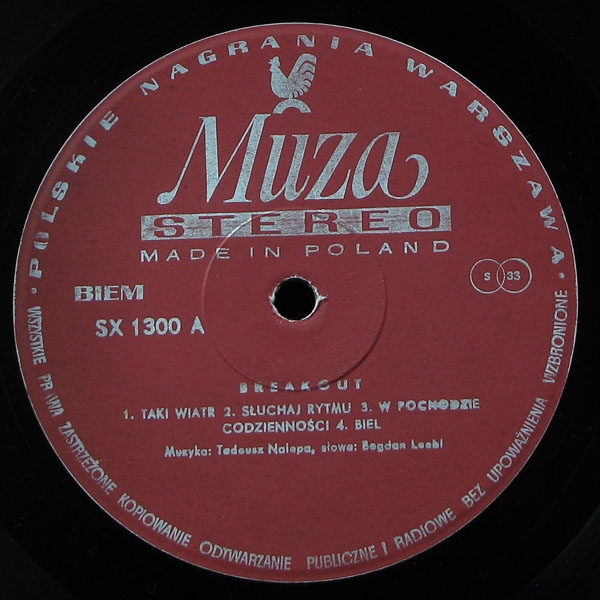 · POLSKIE NAGRANIA WARSZAWA ·
Muza
STEREO
MADE IN POLAND
BIEM
S 33
SX 1300 A
BREAKOUT
1. TAKI WIATR 2. SŁUCHAJ RYTMU 3. W POCHODZIE
CODZIENNOŚCI 4. BIEL
Muzyka: Tadeusz Nalepa, słowa: Bogdan Loebl
WSZYSTKIE PRAWA ZASTRZEŻONE KOPIOWANIE ODTWARZANIE PUBLICZNE I RADIOWE BEZ UPOWAŻNIENIA WZBRONIONE